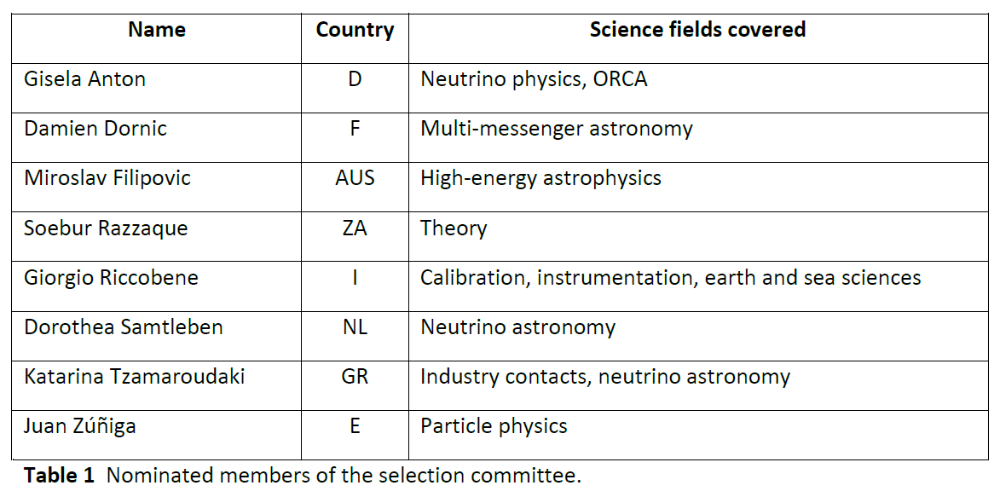 Name Country Science fields covered
Gisela Anton D Neutrino physics, ORCA
Damien Dornic F Multi-messenger astronomy
Miroslav Filipovic AUS High-energy astrophysics
Soebur Razzaque ZA Theory
Giorgio Riccobene I Calibration, instrumentation, earth and sea sciences
Dorothea Samtleben NL Neutrino astronomy
Katarina Tzamaroudaki GR Industry contacts, neutrino astronomy
Juan Zúñiga E Particle physics
Table 1 Nominated members of the selection committee.